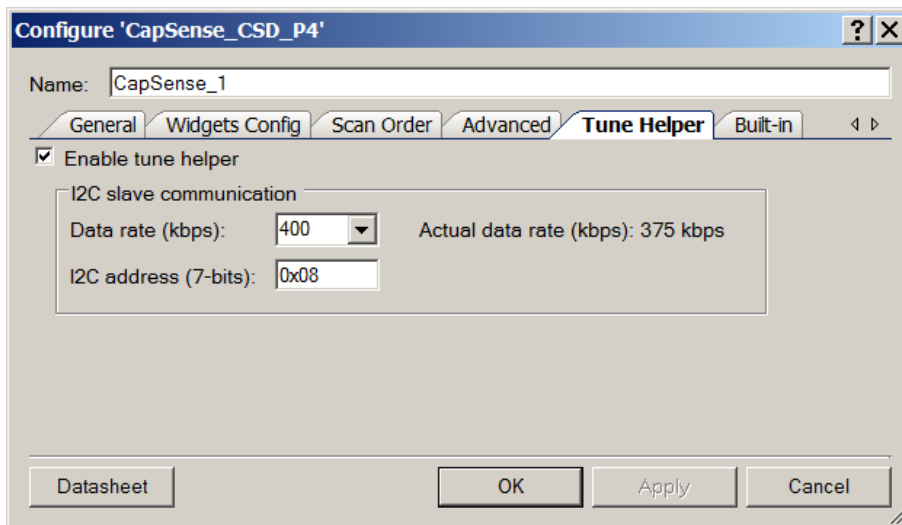 Configure 'CapSense_CSD_P4'
Name: CapSense_1
General Widgets Config Scan Order Advanced Tune Helper Built-in
Enable tune helper
I2C slave communication
Data rate (kbps): 400 Actual data rate (kbps): 375 kbps
I2C address (7-bits): 0x08
Datasheet OK Apply Cancel